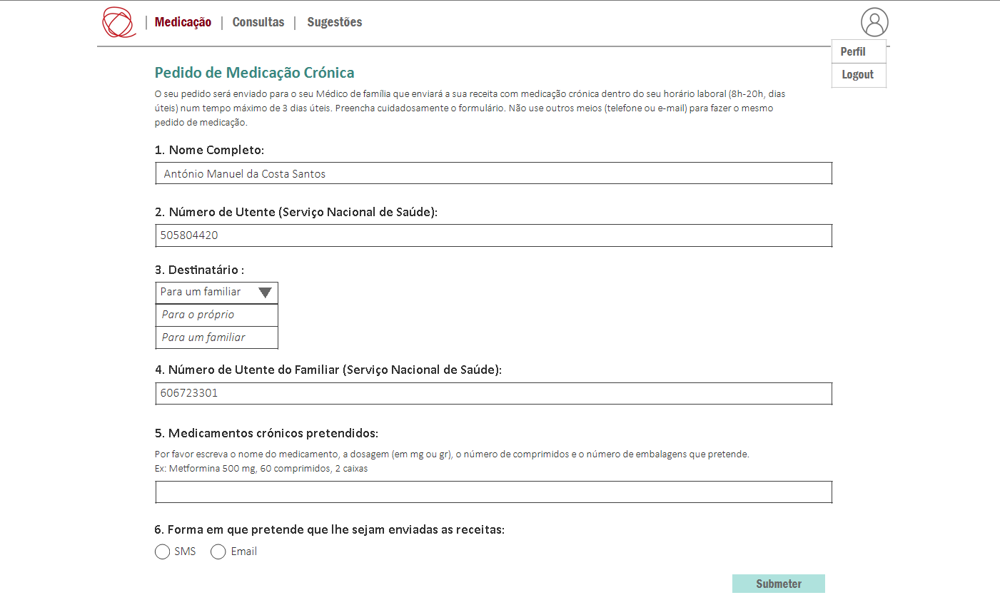 Medicação | Consultas | Sugestões
Perfil
Logout
Pedido de Medicação Crónica
O seu pedido será enviado para o seu Médico de família que enviará a sua receita com medicação crónica dentro do seu horário laboral (8h-20h, dias
úteis) num tempo máximo de 3 dias úteis. Preencha cuidadosamente o formulário. Não use outros meios (telefone ou e-mail) para fazer o mesmo
pedido de medicação.
1. Nome Completo:
António Manuel da Costa Santos
2. Número de Utente (Serviço Nacional de Saúde):
505804420
3. Destinatário :
Para um familiar
Para o próprio
Para um familiar
4. Número de Utente do Familiar (Serviço Nacional de Saúde):
606723301
5. Medicamentos crónicos pretendidos:
Por favor escreva o nome do medicamento, a dosagem (em mg ou gr), o número de comprimidos e o número de embalagens que pretende.
Ex: Metformina 500 mg, 60 comprimidos, 2 caixas
6. Forma em que pretende que lhe sejam enviadas as receitas:
SMS Email
Submeter